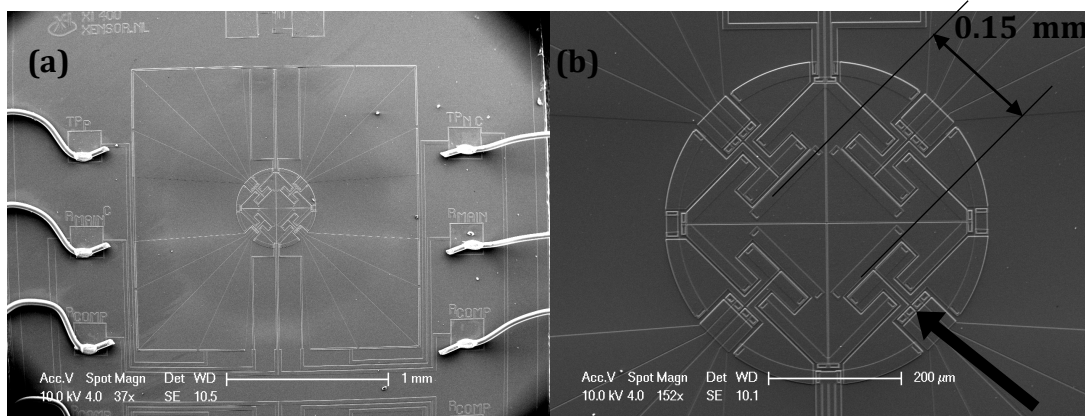 XI 400
XENSOR.NL
(a)
TPP
TPNC
RMAINC
RMAIN
RCOMP
RCOMP
Acc.V Spot Magn Det WD
10.0 kV 4.0 37x SE 10.5
1 mm
RCOMP
(b)
0.15 mm
Acc.V Spot Magn Det WD
10.0 kV 4.0 152x SE 10.1
200 µm